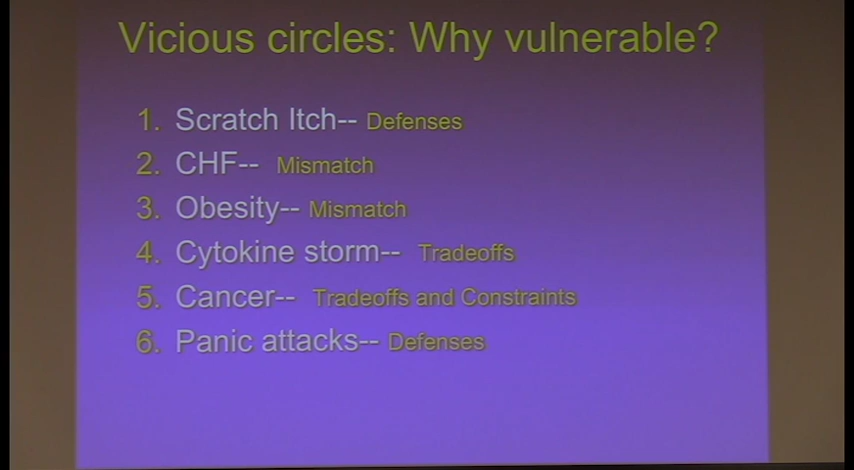 Vicious circles: Why vulnerable?
1. Scratch Itch-- Defenses
2. CHF-- Mismatch
3. Obesity-- Mismatch
4. Cytokine storm-- Tradeoffs
5. Cancer-- Tradeoffs and Constraints
6. Panic attacks-- Defenses